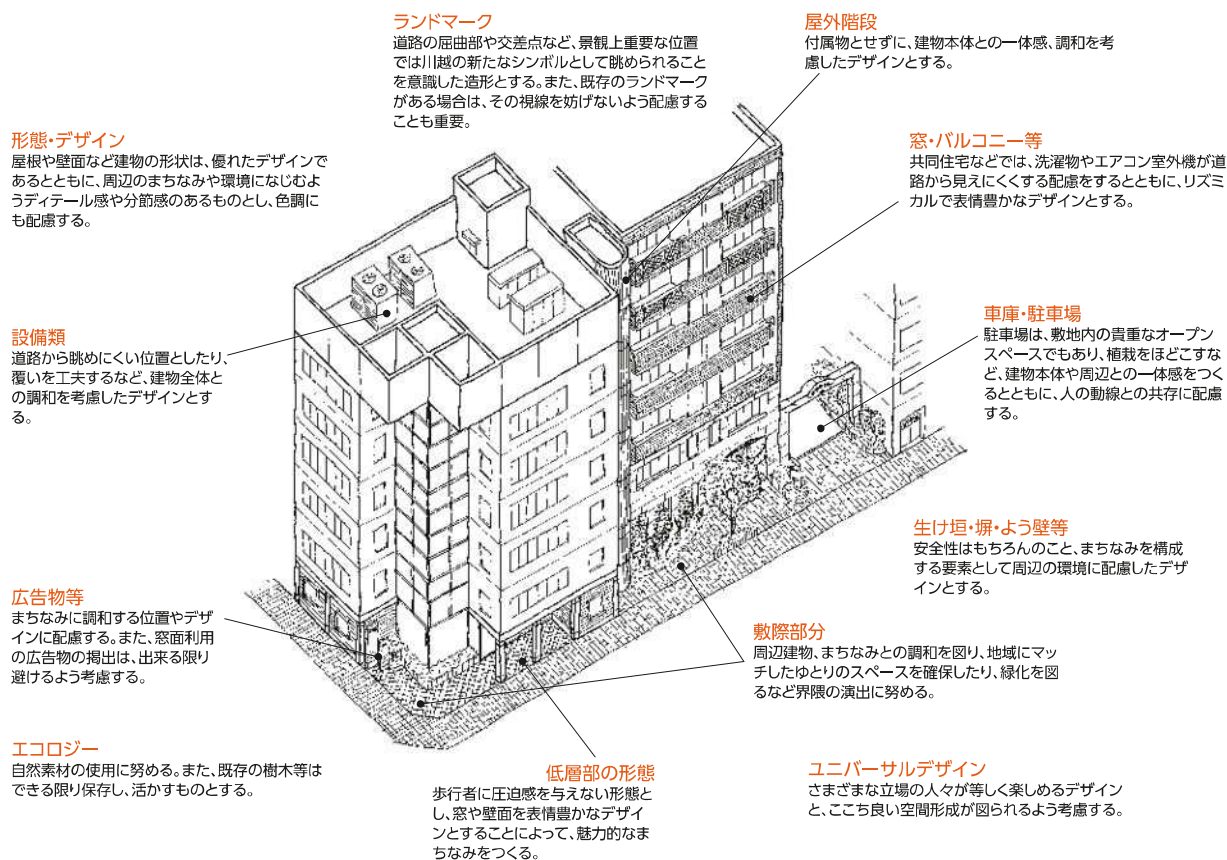 ランドマーク
道路の屈曲部や交差点など、景観上重要な位置
では川越の新たなシンボルとして眺められること
を意識した造形とする。また、既存のランドマーク
がある場合は、その視線を妨げないよう配慮する
ことも重要。
屋外階段
付属物とせずに、建物本体との一体感、調和を考
慮したデザインとする。
形態・デザイン
屋根や壁面など建物の形状は、優れたデザインで
あるとともに、周辺のまちなみや環境になじむよ
うディテール感や分節感のあるものとし、色調に
も配慮する。
窓・バルコニー等
共同住宅などでは、洗濯物やエアコン室外機が道
路から見えにくくする配慮をするとともに、リズミ
カルで表情豊かなデザインとする。
設備類
道路から眺めにくい位置としたり、
覆いを工夫するなど、建物全体と
の調和を考慮したデザインとす
る。
車庫・駐車場
駐車場は、敷地内の貴重なオープン
スペースでもあり、植栽をほどこすな
ど、建物本体や周辺との一体感をつく
るとともに、人の動線との共存に配慮
する。
生け垣・塀・よう壁等
安全性はもちろんのこと、まちなみを構成
する要素として周辺の環境に配慮したデザ
インとする。
広告物等
まちなみに調和する位置やデザ
インに配慮する。また、窓面利用
の広告物の掲出は、出来る限り
避けるよう考慮する。
敷際部分
周辺建物、まちなみとの調和を図り、地域にマッ
チしたゆとりのスペースを確保したり、緑化を図
るなど界隈の演出に努める。
エコロジー
自然素材の使用に努める。また、既存の樹木等は
できる限り保存し、活かすものとする。
低層部の形態
歩行者に圧迫感を与えない形態と
し、窓や壁面を表情豊かなデザイ
ンとすることによって、魅力的なま
ちなみをつくる。
ユニバーサルデザイン
さまざまな立場の人々が等しく楽しめるデザイン
と、ここち良い空間形成が図られるよう考慮する。